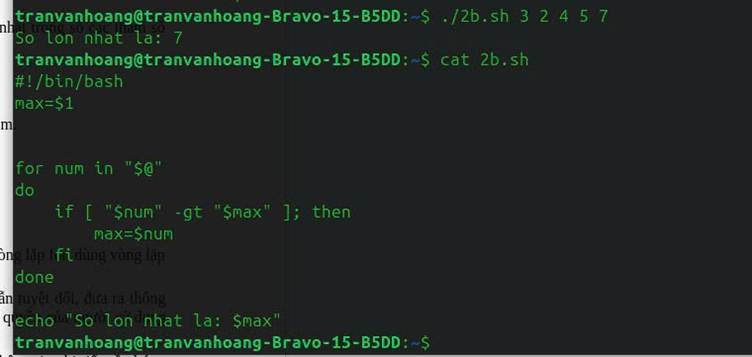 tranvanhoang@tranvanhoang-Bravo-15-B5DD:~$ ./2b.sh 3 2 4 5 7
So lon nhat la: 7
tranvanhoang@tranvanhoang-Bravo-15-B5DD:~$ cat 2b.sh
#!/bin/bash
max=$1
for num in "$@"
do
if [ "$num" -gt "$max" ]; then
max=$num
fi
done
echo "So lon nhat la: $max"
tranvanhoang@tranvanhoang-Bravo-15-B5DD:~$